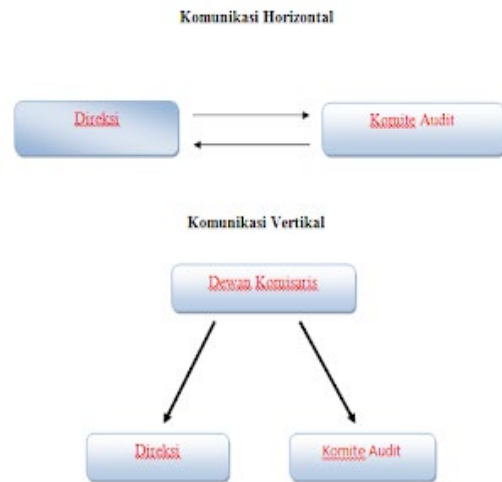 Komunikasi Horizontal
Direksi
Komite Audit
Komunikasi Vertikal
Dewan Komisaris
Direksi
Komite Audit